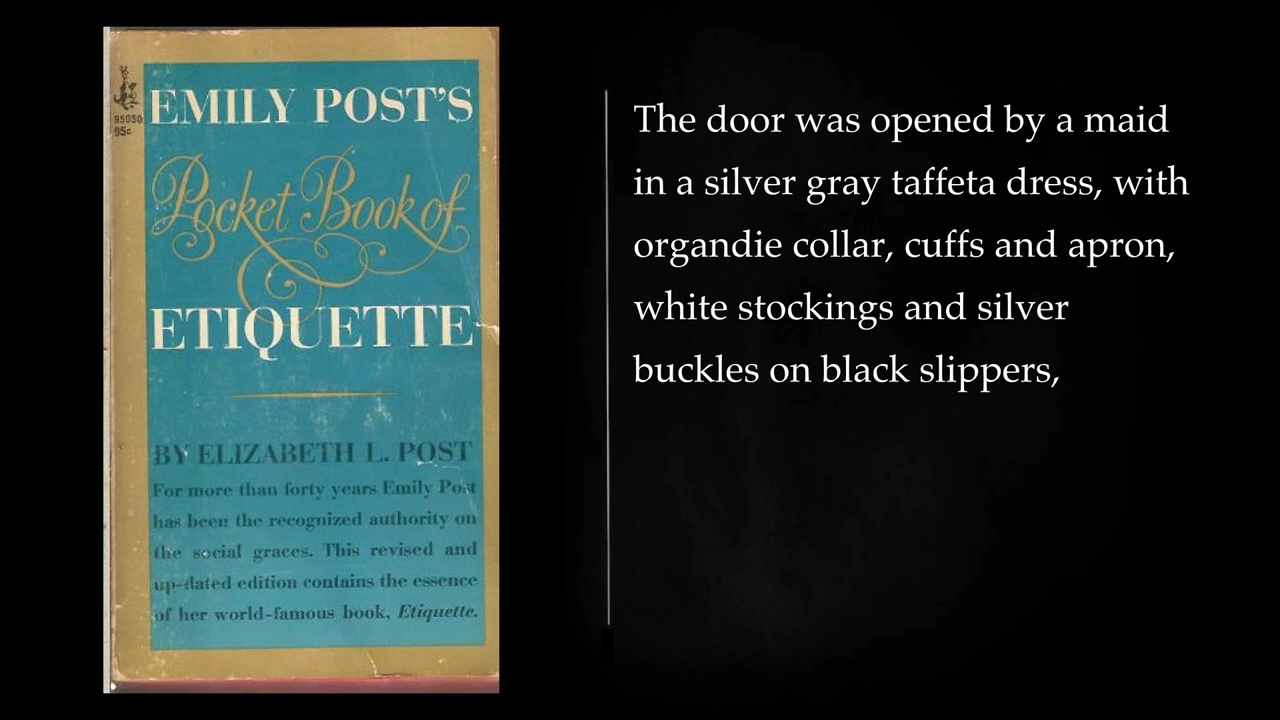 95050
95c
EMILY POST'S
Pocket Book of
ETIQUETTE
BY ELIZABETH L. POST
For more than forty years Emily Post
has been the recognized authority on
the social graces. This revised and
up-dated edition contains the essence
of her world-famous book, Etiquette.
The door was opened by a maid
in a silver gray taffeta dress, with
organdie collar, cuffs and apron,
white stockings and silver
buckles on black slippers,